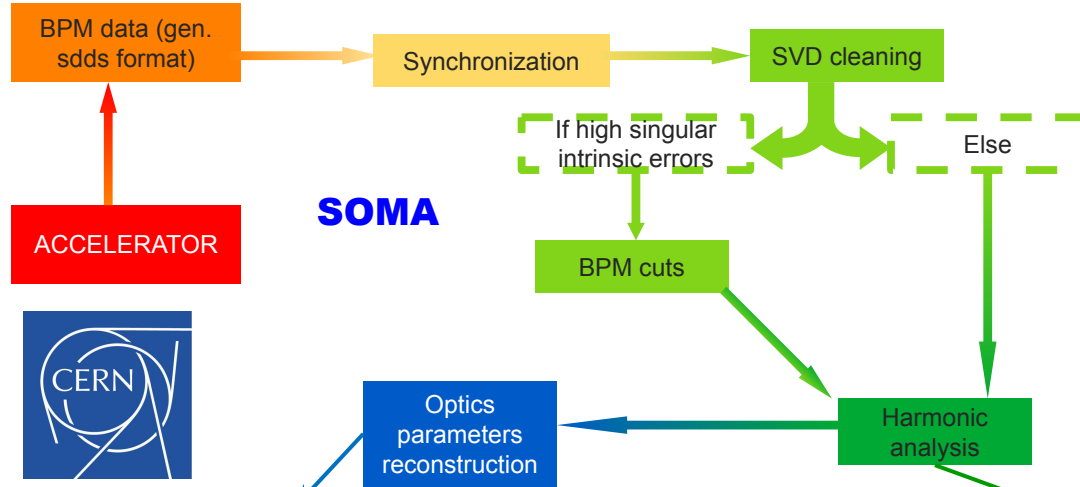 BPM data (gen.
sdds format)
Synchronization
SVD cleaning
If high singular
intrinsic errors
Else
SOMA
ACCELERATOR
BPM cuts
CERN
Optics
parameters
reconstruction
Harmonic
analysis